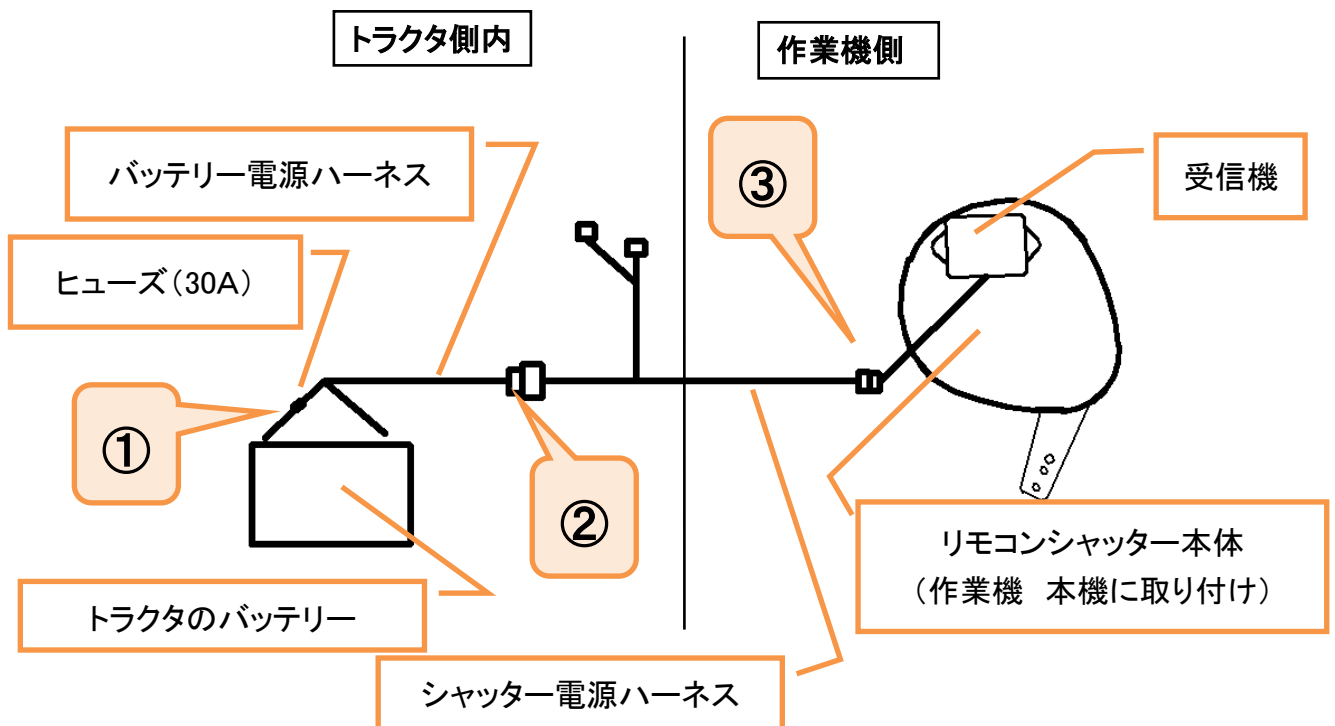 トラクタ側内
作業機側
バッテリー電源ハーネス
③
受信機
ヒューズ（30A）
①
②
リモコンシャッター本体
（作業機　本機に取り付け）
トラクタのバッテリー
シャッター電源ハーネス